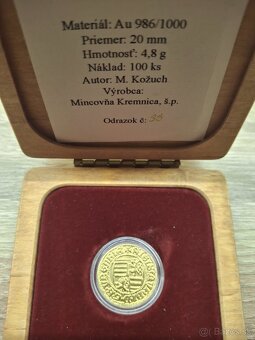 Materiál: Au 986/1000
Priemer: 20 mm
Hmotnosť: 4,8 g
Náklad: 100 ks
Autor: M. Kožuch
Výrobca:
Mincovňa Kremnica, š.p.
Odrazok č: